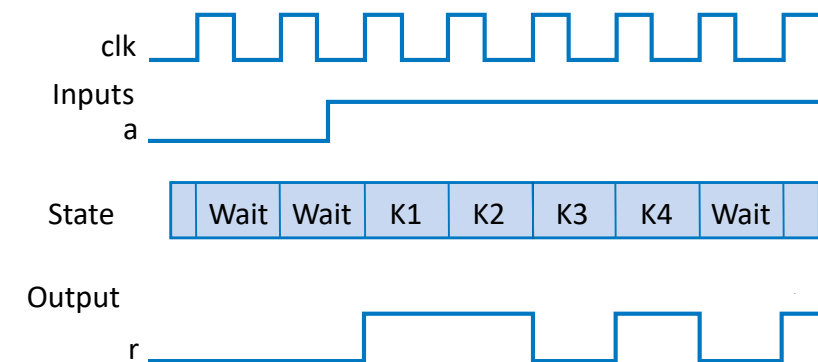 clk
Inputs
a
State Wait Wait K1 K2 K3 K4 Wait
Output
r